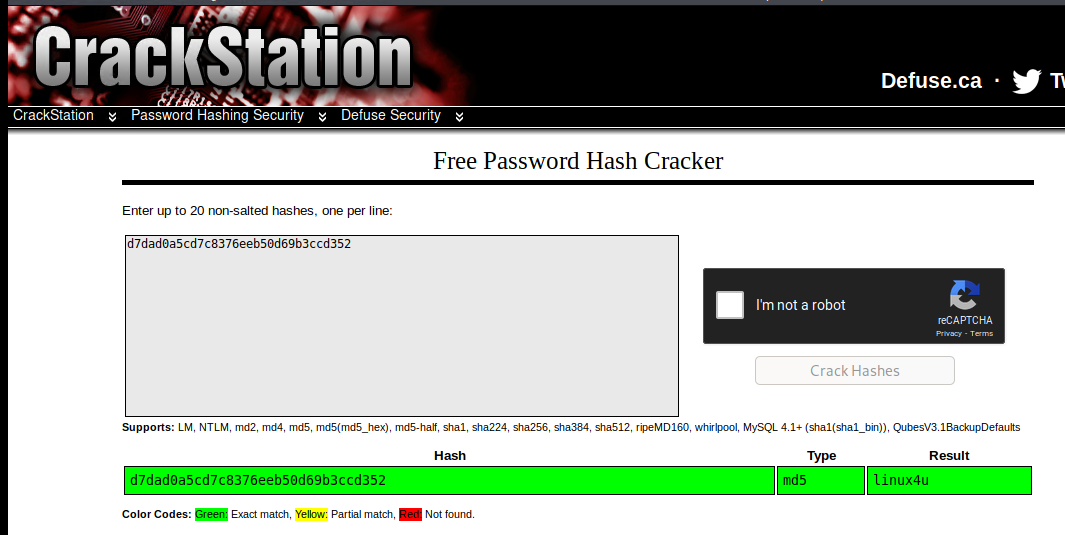 CrackStation
Defuse.ca · Tw
CrackStation Password Hashing Security Defuse Security
Free Password Hash Cracker
Enter up to 20 non-salted hashes, one per line:
d7dad0a5cd7c8376eeb50d69b3ccd352
I'm not a robot
reCAPTCHA
Privacy - Terms
Crack Hashes
Supports: LM, NTLM, md2, md4, md5, md5(md5_hex), md5-half, sha1, sha224, sha256, sha384, sha512, ripeMD160, whirlpool, MySQL 4.1+ (sha1(sha1_bin)), QubesV3.1BackupDefaults
Hash Type Result
d7dad0a5cd7c8376eeb50d69b3ccd352 md5 linux4u
Color Codes: Green: Exact match, Yellow: Partial match, Red: Not found.